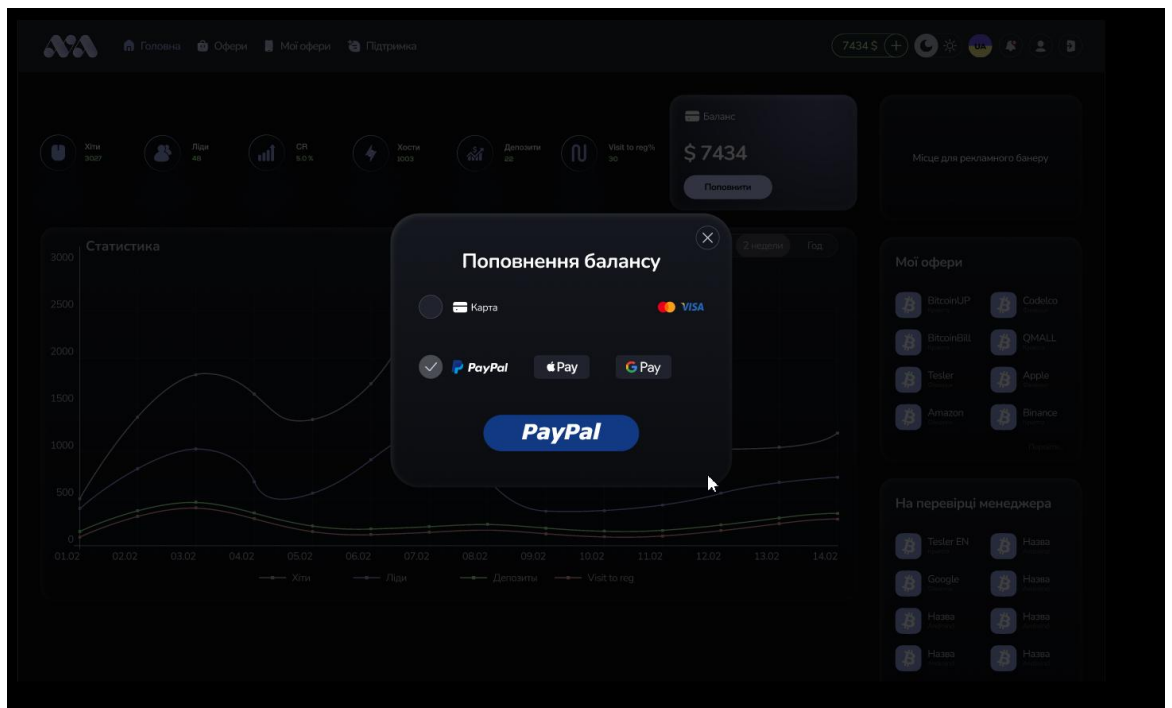 Головна Офери Мої офери Підтримка 7434 $ UA
Баланс
$ 7434
Поповнити
Хіти
3027
Ліди
48
CR
5.0 %
Хости
1003
Депозити
22
Visit to reg%
30
Місце для рекламного банеру
Статистика
2 недели Год
3000
2500
2000
1500
1000
500
0
01.02 02.02 03.02 04.02 05.02 06.02 07.02 08.02 09.02 10.02 11.02 12.02 13.02 14.02
Хіти Ліди Депозиты Visit to reg
Поповнення балансу
Карта VISA
PayPal Pay G Pay
PayPal
Мої офери
BitcoinUP Codelco
BitcoinBill QMALL
Tesler Apple
Amazon Binance
На перевірці менеджера
Tesler EN Назва
Google Назва
Назва Назва
Назва Назва